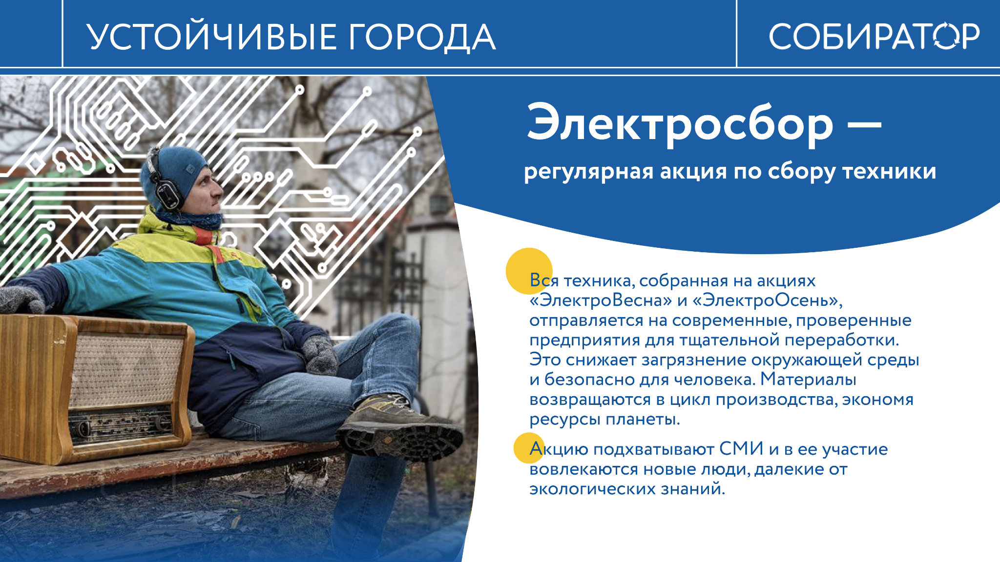 УСТОЙЧИВЫЕ ГОРОДА
СОБИРАТОР
Электросбор —
регулярная акция по сбору техники
Вся техника, собранная на акциях
«ЭлектроВесна» и «ЭлектроОсень»,
отправляется на современные, проверенные
предприятия для тщательной переработки.
Это снижает загрязнение окружающей среды
и безопасно для человека. Материалы
возвращаются в цикл производства, экономя
ресурсы планеты.
Акцию подхватывают СМИ и в ее участие
вовлекаются новые люди, далекие от
экологических знаний.